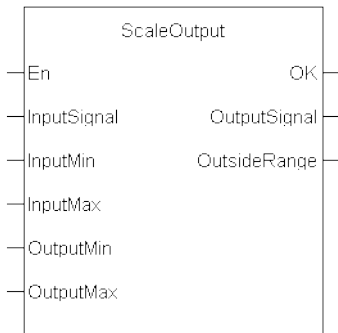 ScaleOutput
En OK
InputSignal OutputSignal
InputMin OutsideRange
InputMax
OutputMin
OutputMax